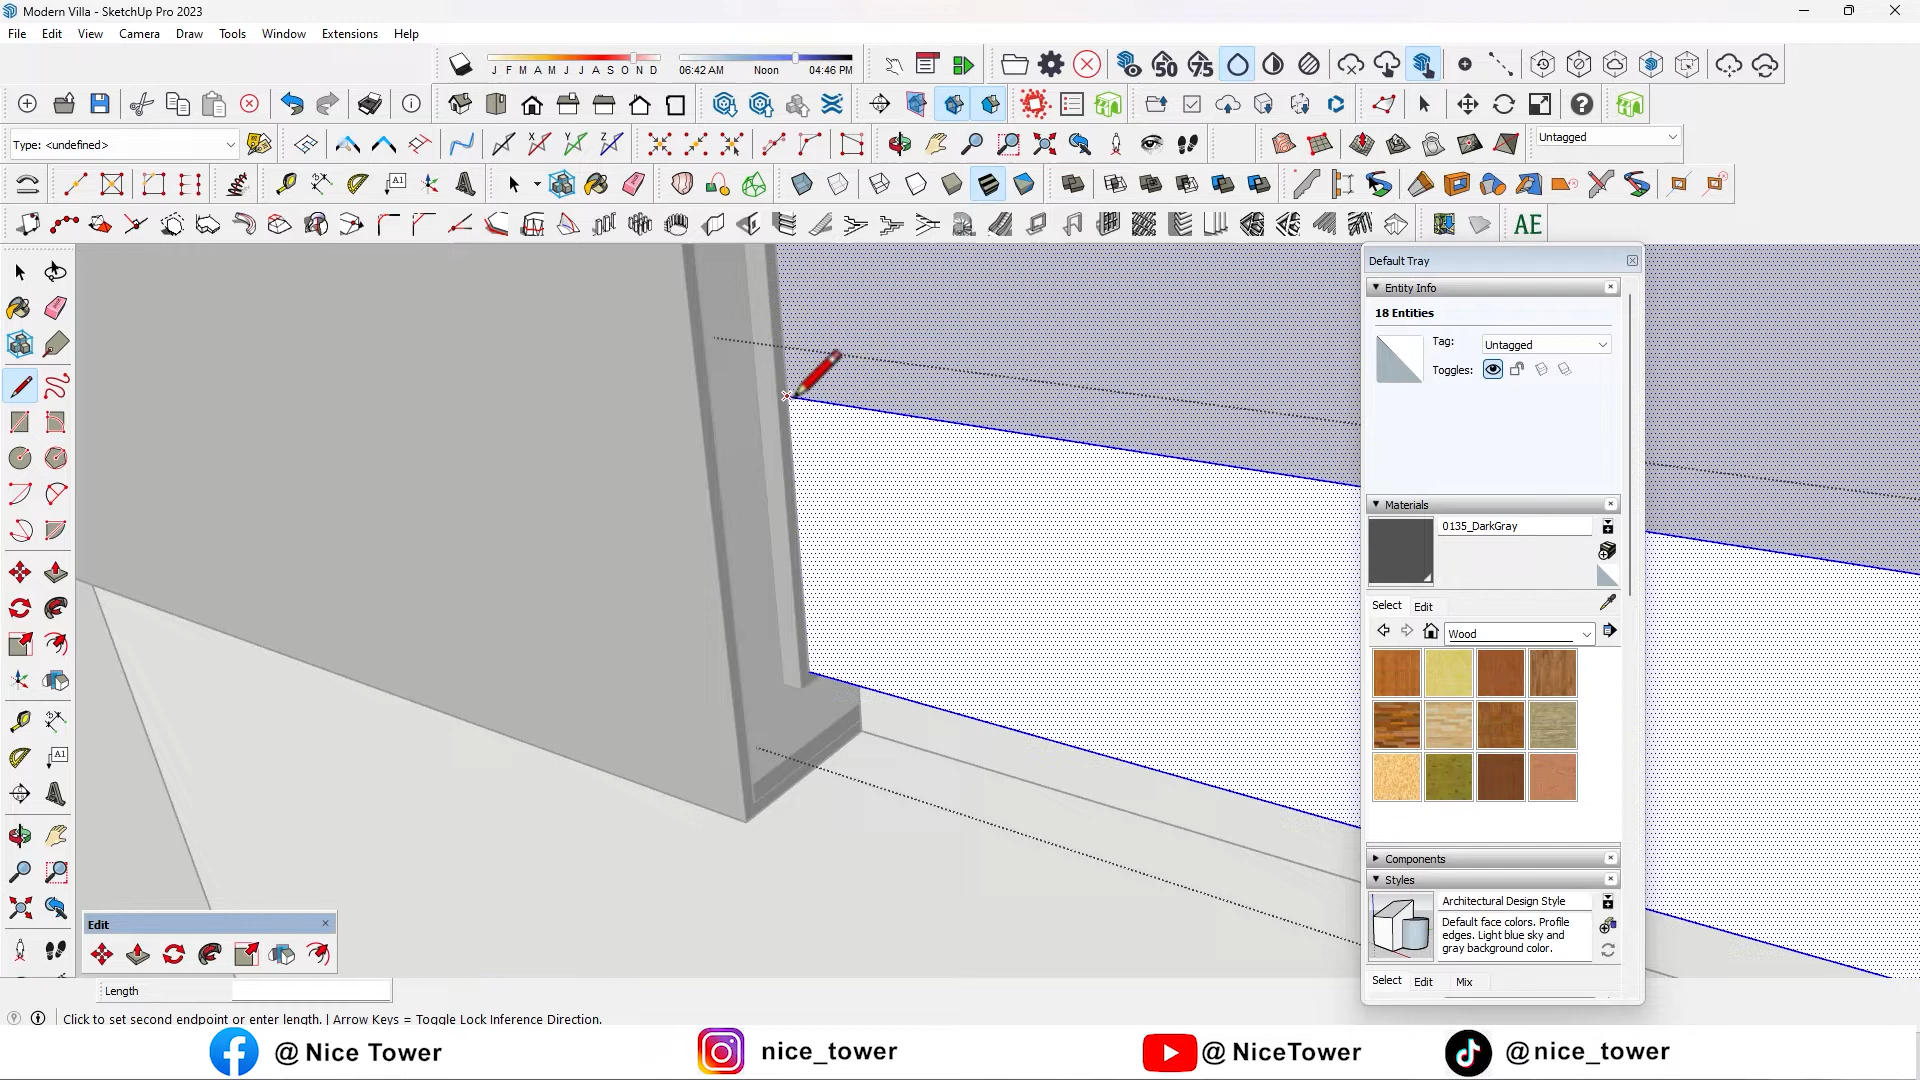 Modern Villa - SketchUp Pro 2023
File Edit View Camera Draw Tools Window Extensions Help
J F M A M J J A S O N D
06:42 AM Noon 04:46 PM
50 75
Type: <undefined>
Untagged
X Y Z
A1
AE
Default Tray
Entity Info
18 Entities
Tag: Untagged
Toggles:
Materials
0135_DarkGray
Select Edit
Wood
Components
Styles
Architectural Design Style
Default face colors. Profile
edges. Light blue sky and
gray background color.
Select Edit Mix
A1
Edit
Length
Click to set second endpoint or enter length. | Arrow Keys = Toggle Lock Inference Direction.
@ Nice Tower
nice_tower
@ NiceTower
@nice_tower